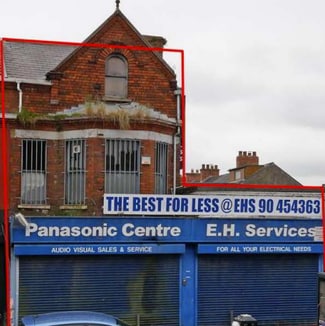 THE BEST FOR LESS @ EHS 90 454363
Panasonic Centre
E.H. Services
AUDIO VISUAL SALES & SERVICE
FOR ALL YOUR ELECTRICAL NEEDS